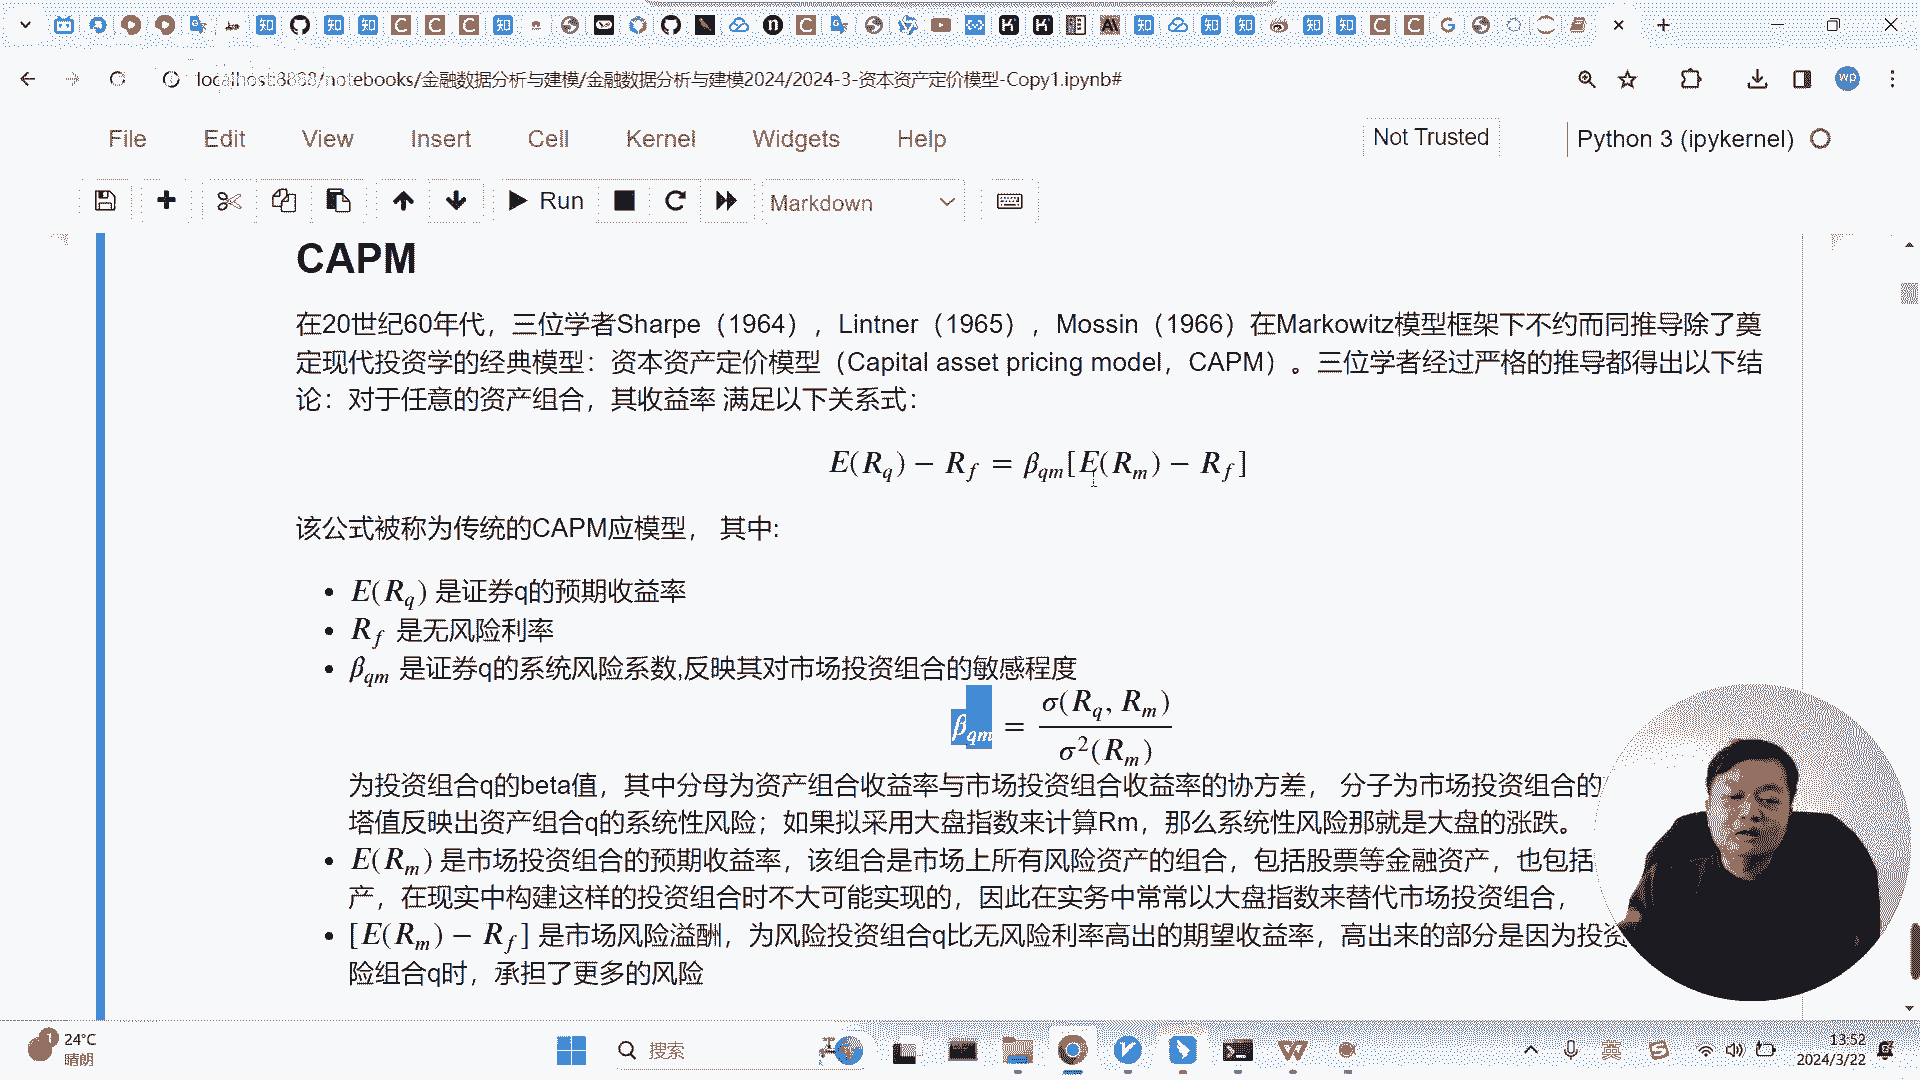 localhost:8888/notebooks/金融数据分析与建模/金融数据分析与建模2024/2024-3-资本资产定价模型-Copy1.ipynb#
File Edit View Insert Cell Kernel Widgets Help
Not Trusted
Python 3 (ipykernel)
Run
Markdown
CAPM
在20世纪60年代，三位学者Sharpe（1964），Lintner（1965），Mossin（1966）在Markowitz模型框架下不约而同推导除了奠
定现代投资学的经典模型：资本资产定价模型（Capital asset pricing model，CAPM）。三位学者经过严格的推导都得出以下结
论：对于任意的资产组合，其收益率 满足以下关系式：
E(R_q) − R_f = β_qm[E(R_m) − R_f]
该公式被称为传统的CAPM应模型， 其中:
• E(R_q) 是证券q的预期收益率
• R_f 是无风险利率
• β_qm 是证券q的系统风险系数,反映其对市场投资组合的敏感程度
β_qm = σ(R_q, R_m) / σ²(R_m)
为投资组合q的beta值，其中分母为资产组合收益率与市场投资组合收益率的协方差， 分子为市场投资组合的
塔值反映出资产组合q的系统性风险；如果拟采用大盘指数来计算Rm，那么系统性风险那就是大盘的涨跌。
• E(R_m) 是市场投资组合的预期收益率，该组合是市场上所有风险资产的组合，包括股票等金融资产，也包括
产，在现实中构建这样的投资组合时不大可能实现的，因此在实务中常常以大盘指数来替代市场投资组合，
• [E(R_m) − R_f] 是市场风险溢酬，为风险投资组合q比无风险利率高出的期望收益率，高出来的部分是因为投资
险组合q时，承担了更多的风险
24°C
晴朗
搜索
英
13:52
2024/3/22